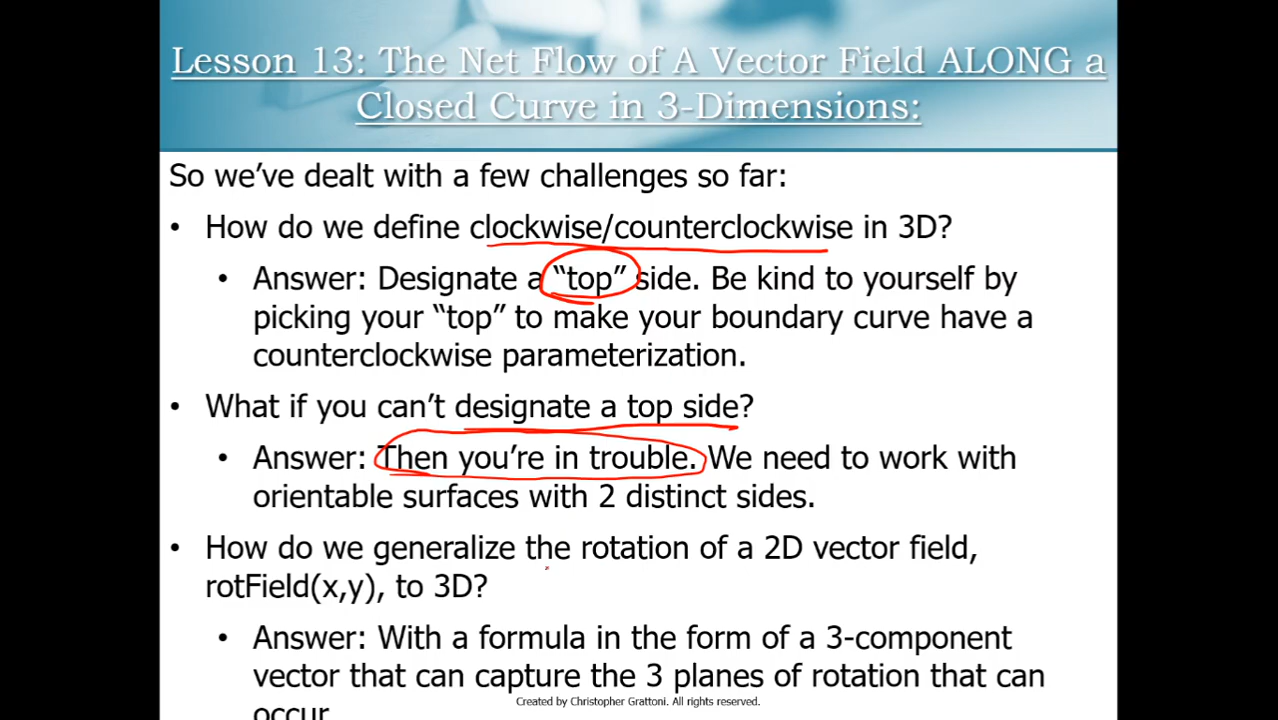 Lesson 13: The Net Flow of A Vector Field ALONG a
Closed Curve in 3-Dimensions:
So we’ve dealt with a few challenges so far:
• How do we define clockwise/counterclockwise in 3D?
• Answer: Designate a “top” side. Be kind to yourself by
picking your “top” to make your boundary curve have a
counterclockwise parameterization.
• What if you can’t designate a top side?
• Answer: Then you’re in trouble. We need to work with
orientable surfaces with 2 distinct sides.
• How do we generalize the rotation of a 2D vector field,
rotField(x,y), to 3D?
• Answer: With a formula in the form of a 3-component
vector that can capture the 3 planes of rotation that can
occur
Created by Christopher Grattoni. All rights reserved.